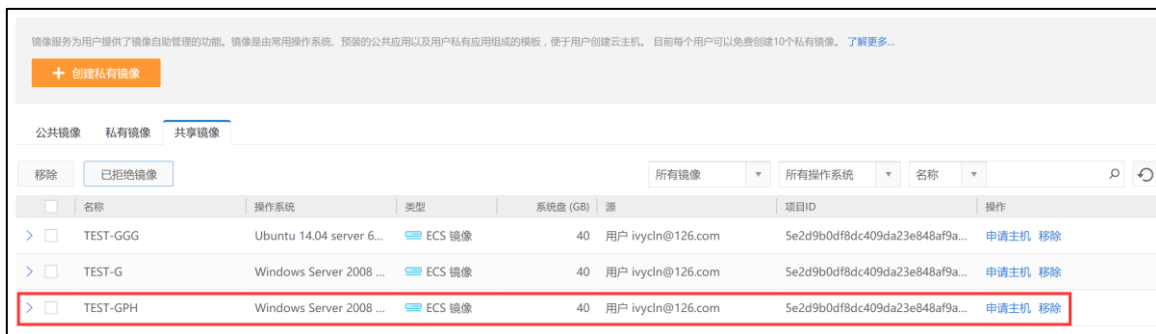 镜像服务为用户提供了镜像自助管理的功能。镜像是由常用操作系统、预装的公共应用以及用户私有应用组成的模板，便于用户创建云主机。 目前每个用户可以免费创建10个私有镜像。 了解更多...
+ 创建私有镜像
公共镜像 私有镜像 共享镜像
移除 已拒绝镜像 所有镜像 所有操作系统 名称
名称 操作系统 类型 系统盘 (GB) 源 项目ID 操作
TEST-GGG Ubuntu 14.04 server 6... ECS 镜像 40 用户 ivycln@126.com 5e2d9b0df8dc409da23e848af9a... 申请主机 移除
TEST-G Windows Server 2008 ... ECS 镜像 40 用户 ivycln@126.com 5e2d9b0df8dc409da23e848af9a... 申请主机 移除
TEST-GPH Windows Server 2008 ... ECS 镜像 40 用户 ivycln@126.com 5e2d9b0df8dc409da23e848af9a... 申请主机 移除